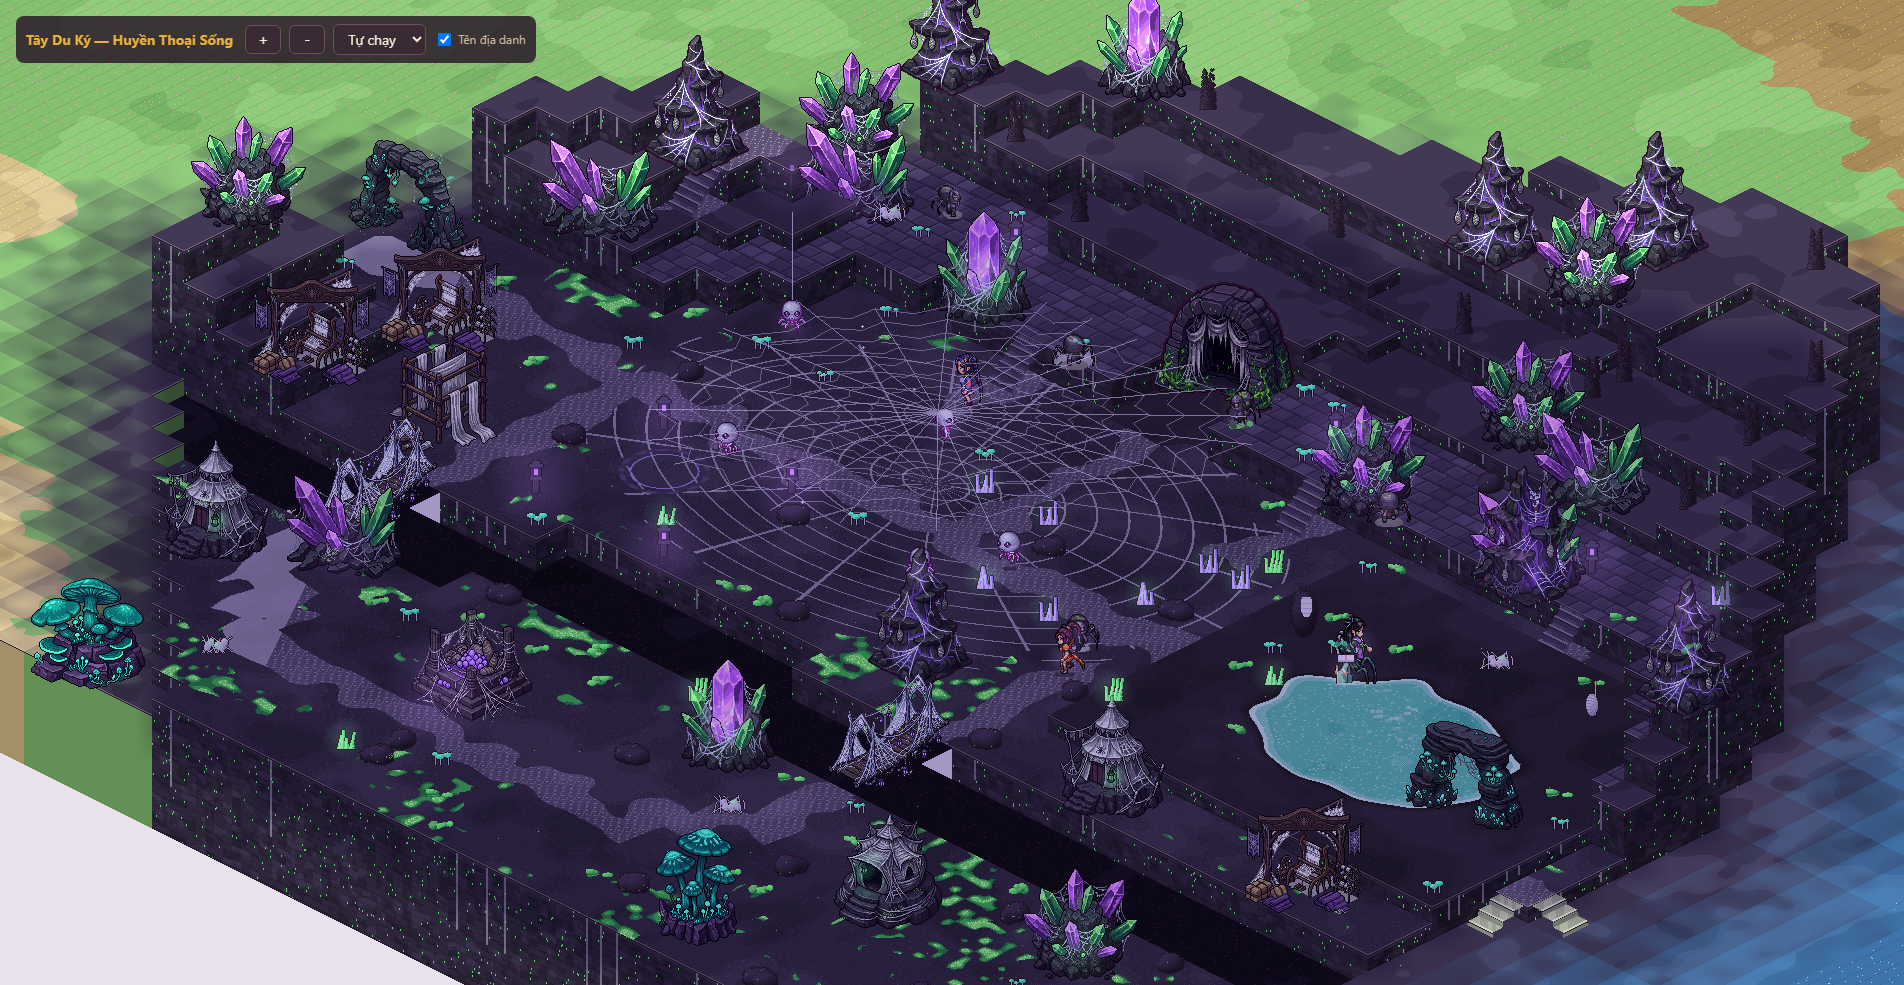 Tây Du Ký — Huyền Thoại Sống + - Tự chạy Tên địa danh